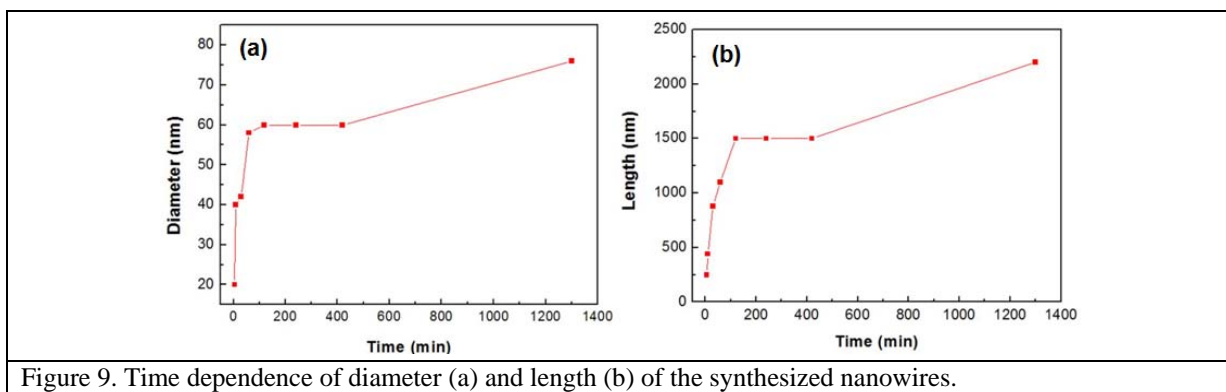 (a)
80
70
60
50
40
30
20
Diameter (nm)
0 200 400 600 800 1000 1200 1400
Time (min)
(b)
2500
2000
1500
1000
500
0
Length (nm)
0 200 400 600 800 1000 1200 1400
Time (min)
Figure 9. Time dependence of diameter (a) and length (b) of the synthesized nanowires.